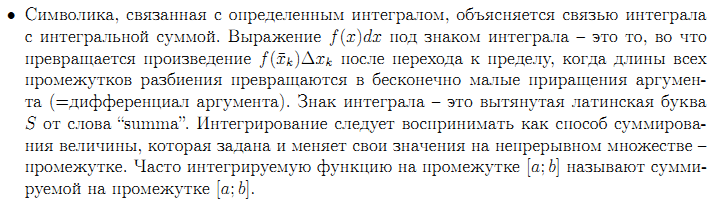 • Символика, связанная с определенным интегралом, объясняется связью интеграла
с интегральной суммой. Выражение f(x)dx под знаком интеграла – это то, во что
превращается произведение f(x̄ₖ)Δxₖ после перехода к пределу, когда длины всех
промежутков разбиения превращаются в бесконечно малые приращения аргумен-
та (=дифференциал аргумента). Знак интеграла – это вытянутая латинская буква
S от слова “summa”. Интегрирование следует воспринимать как способ суммирова-
ния величины, которая задана и меняет свои значения на непрерывном множестве –
промежутке. Часто интегрируемую функцию на промежутке [a; b] называют сумми-
руемой на промежутке [a; b].